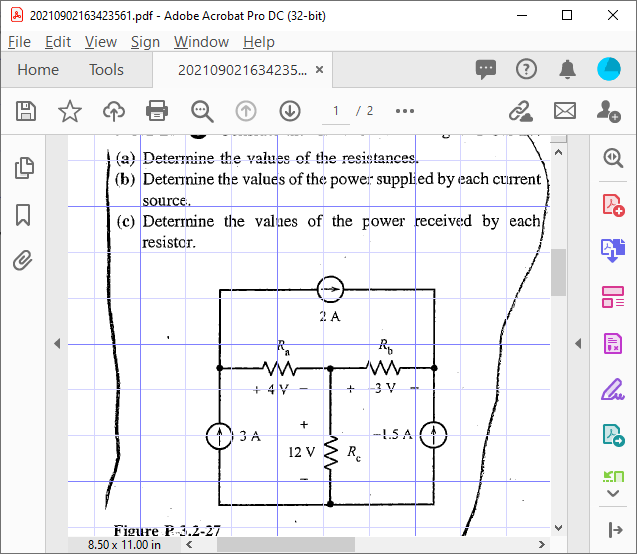 20210902163423561.pdf - Adobe Acrobat Pro DC (32-bit)
File Edit View Sign Window Help
Home Tools 202109021634235... ×
1 / 2
(a) Determine the values of the resistances.
(b) Determine the values of the power supplied by each current
source.
(c) Determine the values of the power received by each
resistor.
2 A
Ra Rb
+ 4 V − + 3 V −
+
3 A −1.5 A
12 V Rc
−
Figure P 3.2-27
8.50 x 11.00 in